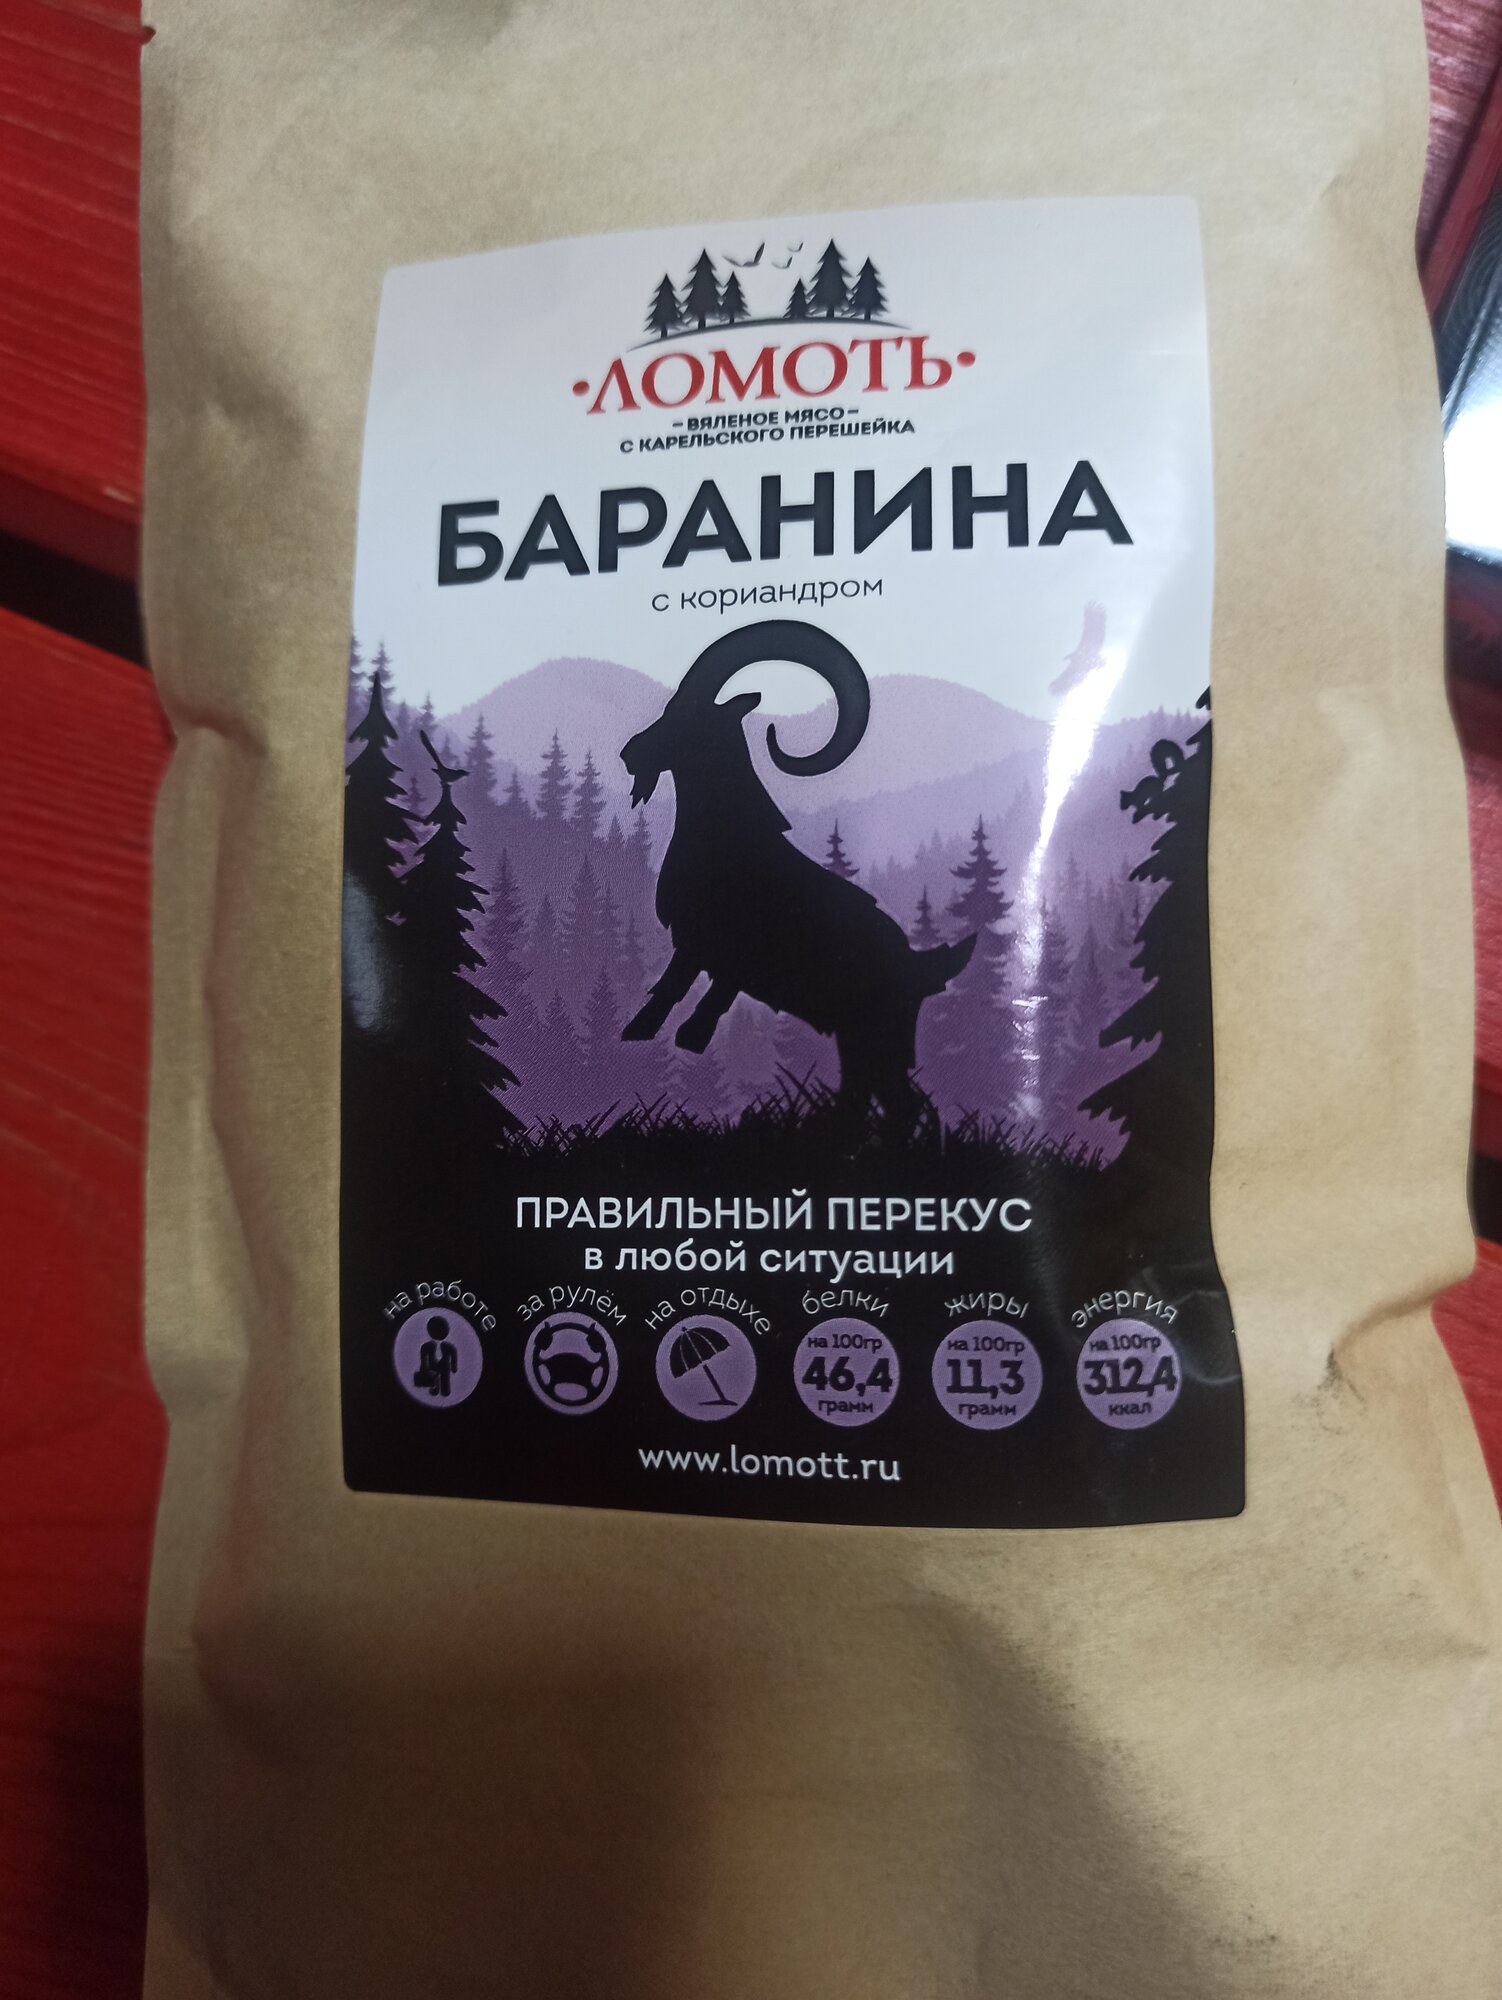 ·ЛОМОТЬ·
– ВЯЛЕНОЕ МЯСО –
С КАРЕЛЬСКОГО ПЕРЕШЕЙКА
БАРАНИНА
с кориандром
ПРАВИЛЬНЫЙ ПЕРЕКУС
в любой ситуации
на работе
за рулём
на отдыхе
белки
на 100гр
46,4
грамм
жиры
на 100гр
11,3
грамм
энергия
на 100гр
312,4
ккал
www.lomott.ru